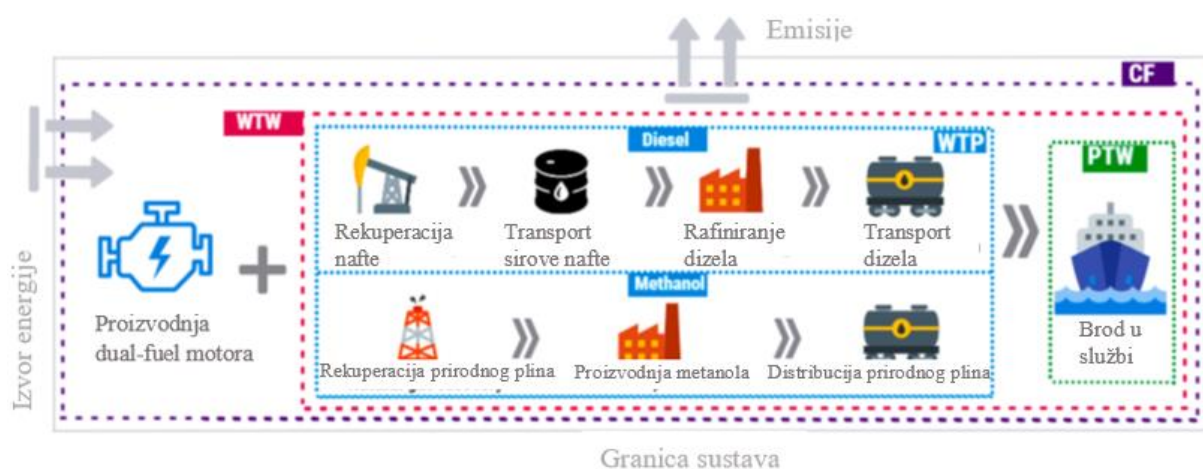 Emisije
CF
WTW
Diesel
WTP
PTW
Izvor energije
Rekuperacija
nafte
Transport
sirove nafte
Rafiniranje
dizela
Transport
dizela
Methanol
Proizvodnja
dual-fuel motora
Rekuperacija prirodnog plina
Proizvodnja metanola
Distribucija prirodnog plina
Brod u
službi
Granica sustava